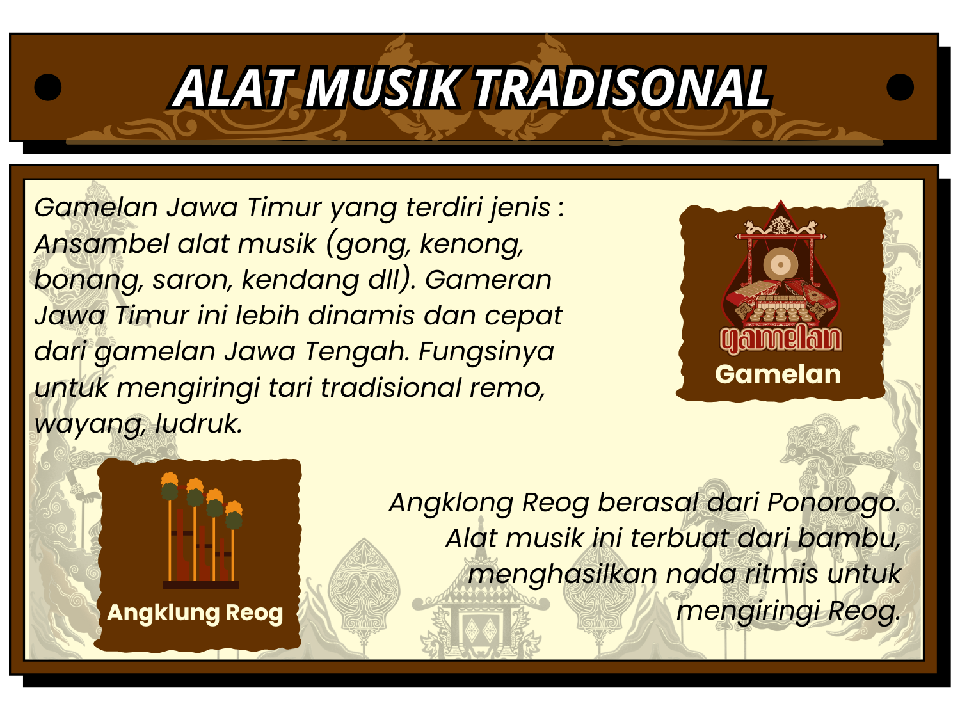 ALAT MUSIK TRADISONAL
Gamelan Jawa Timur yang terdiri jenis :
Ansambel alat musik (gong, kenong,
bonang, saron, kendang dll). Gameran
Jawa Timur ini lebih dinamis dan cepat
dari gamelan Jawa Tengah. Fungsinya
untuk mengiringi tari tradisional remo,
wayang, ludruk.
gamelan
Gamelan
Angklung Reog
Angklong Reog berasal dari Ponorogo.
Alat musik ini terbuat dari bambu,
menghasilkan nada ritmis untuk
mengiringi Reog.